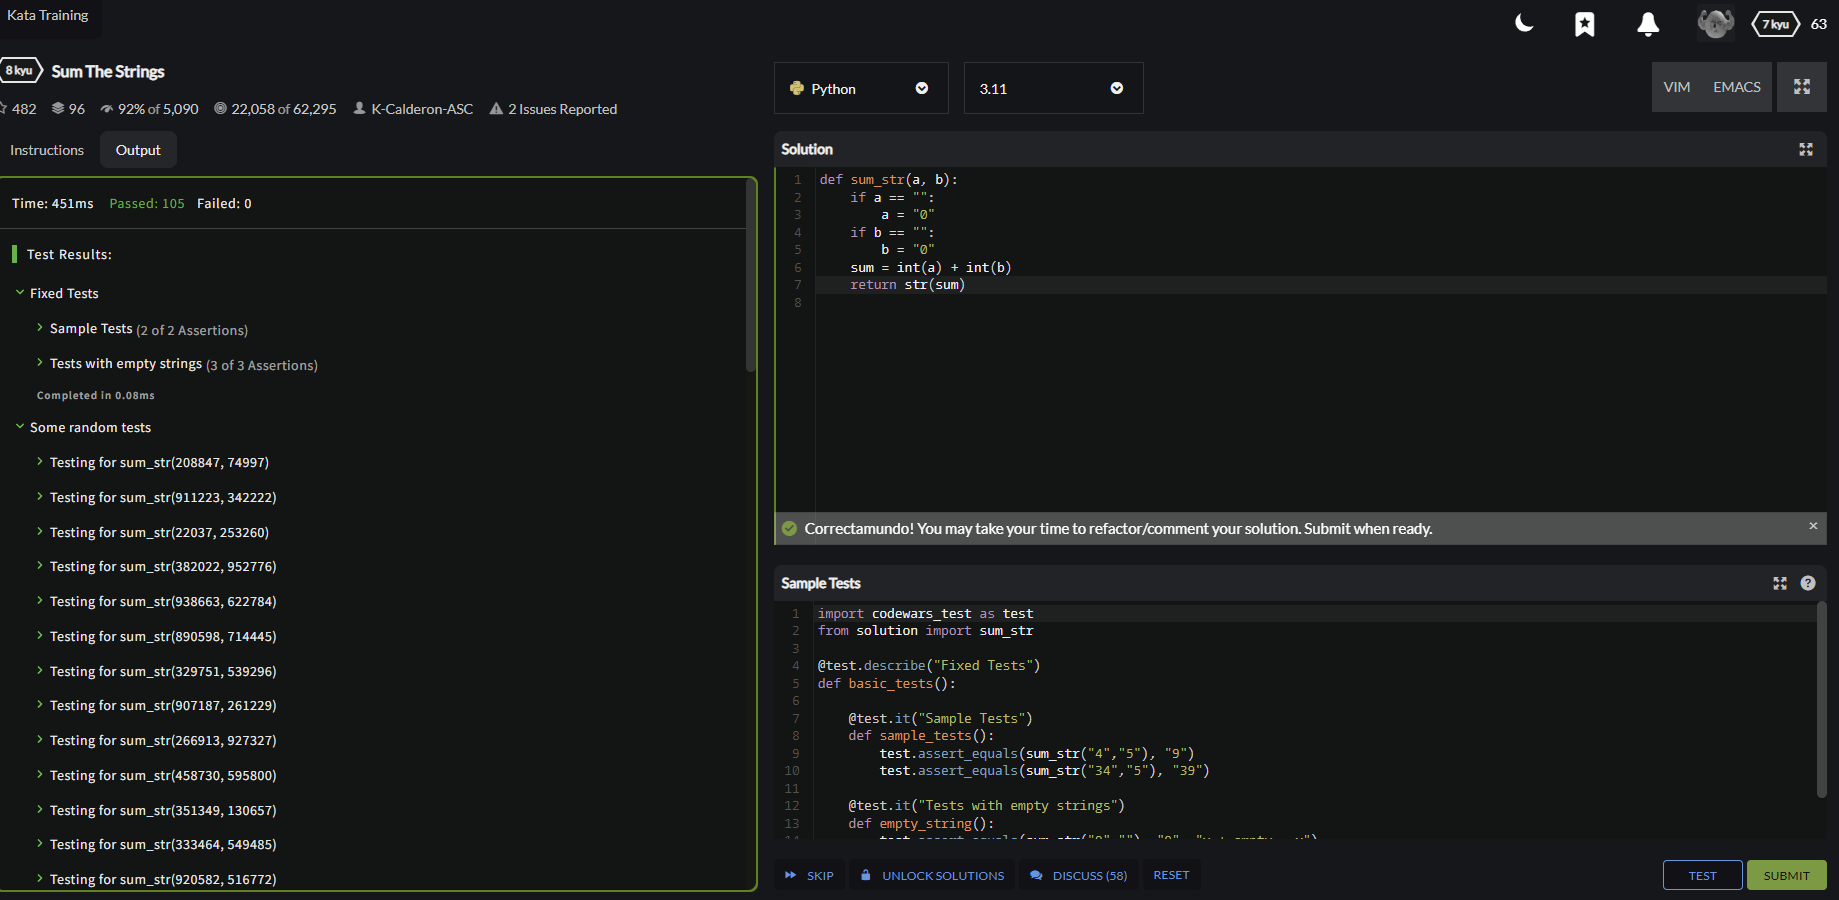 Kata Training
7 kyu 63
8 kyu Sum The Strings
482 96 92% of 5,090 22,058 of 62,295 K-Calderon-ASC 2 Issues Reported
Instructions Output
Time: 451ms Passed: 105 Failed: 0
Test Results:
Fixed Tests
Sample Tests (2 of 2 Assertions)
Tests with empty strings (3 of 3 Assertions)
Completed in 0.08ms
Some random tests
Testing for sum_str(208847, 74997)
Testing for sum_str(911223, 342222)
Testing for sum_str(22037, 253260)
Testing for sum_str(382022, 952776)
Testing for sum_str(938663, 622784)
Testing for sum_str(890598, 714445)
Testing for sum_str(329751, 539296)
Testing for sum_str(907187, 261229)
Testing for sum_str(266913, 927327)
Testing for sum_str(458730, 595800)
Testing for sum_str(351349, 130657)
Testing for sum_str(333464, 549485)
Testing for sum_str(920582, 516772)
Python 3.11 VIM EMACS
Solution
1 def sum_str(a, b):
2     if a == "":
3         a = "0"
4     if b == "":
5         b = "0"
6     sum = int(a) + int(b)
7     return str(sum)
8
Correctamundo! You may take your time to refactor/comment your solution. Submit when ready. ×
Sample Tests ?
1 import codewars_test as test
2 from solution import sum_str
3
4 @test.describe("Fixed Tests")
5 def basic_tests():
6
7     @test.it("Sample Tests")
8     def sample_tests():
9         test.assert_equals(sum_str("4","5"), "9")
10         test.assert_equals(sum_str("34","5"), "39")
11
12     @test.it("Tests with empty strings")
13     def empty_string():
SKIP UNLOCK SOLUTIONS DISCUSS (58) RESET TEST SUBMIT